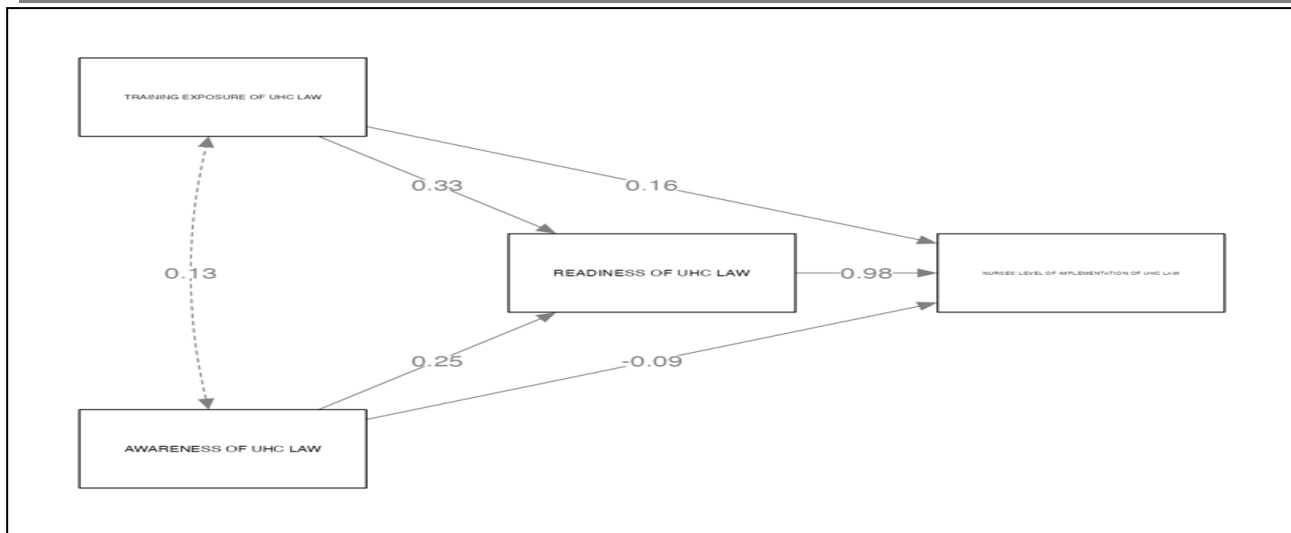 TRAINING EXPOSURE OF UHC LAW
0.33
0.16
0.13
READINESS OF UHC LAW
0.98
NURSES' LEVEL OF IMPLEMENTATION OF UHC LAW
0.25
-0.09
AWARENESS OF UHC LAW